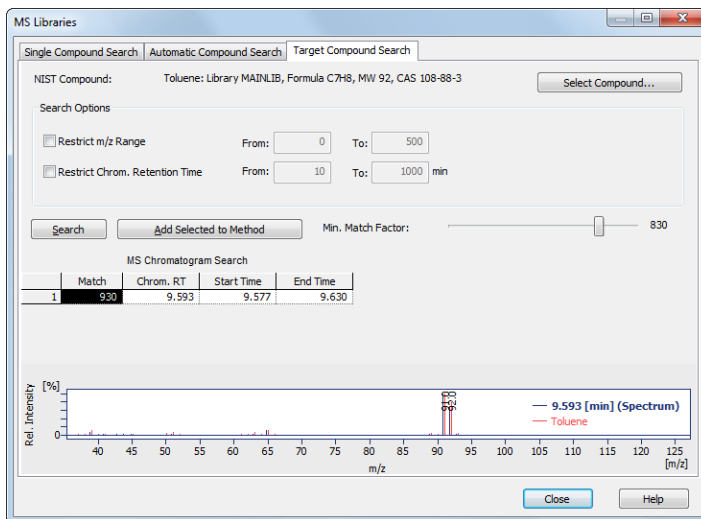 MS Libraries
Single Compound Search Automatic Compound Search Target Compound Search
NIST Compound: Toluene: Library MAINLIB, Formula C7H8, MW 92, CAS 108-88-3 Select Compound...
Search Options
Restrict m/z Range From: 0 To: 500
Restrict Chrom. Retention Time From: 10 To: 1000 min
Search Add Selected to Method Min. Match Factor: 830
MS Chromatogram Search
Match Chrom. RT Start Time End Time
1 930 9.593 9.577 9.630
[%]
Rel. Intensity
91.0
92.0
9.593 [min] (Spectrum)
Toluene
0
40 45 50 55 60 65 70 75 80 85 90 95 100 105 110 115 120 125
m/z [m/z]
Close Help